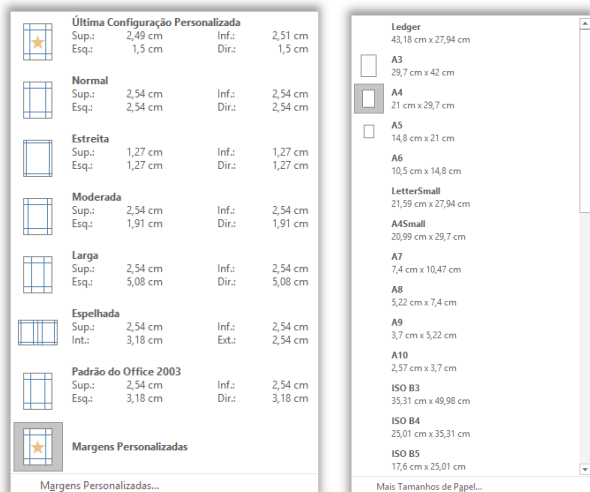 Última Configuração Personalizada
Sup.: 2,49 cm Inf.: 2,51 cm
Esq.: 1,5 cm Dir.: 1,5 cm
Normal
Sup.: 2,54 cm Inf.: 2,54 cm
Esq.: 2,54 cm Dir.: 2,54 cm
Estreita
Sup.: 1,27 cm Inf.: 1,27 cm
Esq.: 1,27 cm Dir.: 1,27 cm
Moderada
Sup.: 2,54 cm Inf.: 2,54 cm
Esq.: 1,91 cm Dir.: 1,91 cm
Larga
Sup.: 2,54 cm Inf.: 2,54 cm
Esq.: 5,08 cm Dir.: 5,08 cm
Espelhada
Sup.: 2,54 cm Inf.: 2,54 cm
Int.: 3,18 cm Ext.: 2,54 cm
Padrão do Office 2003
Sup.: 2,54 cm Inf.: 2,54 cm
Esq.: 3,18 cm Dir.: 3,18 cm
Margens Personalizadas
Margens Personalizadas...
Ledger
43,18 cm x 27,94 cm
A3
29,7 cm x 42 cm
A4
21 cm x 29,7 cm
A5
14,8 cm x 21 cm
A6
10,5 cm x 14,8 cm
LetterSmall
21,59 cm x 27,94 cm
A4Small
20,99 cm x 29,7 cm
A7
7,4 cm x 10,47 cm
A8
5,22 cm x 7,4 cm
A9
3,7 cm x 5,22 cm
A10
2,57 cm x 3,7 cm
ISO B3
35,31 cm x 49,98 cm
ISO B4
25,01 cm x 35,31 cm
ISO B5
17,6 cm x 25,01 cm
Mais Tamanhos de Papel...